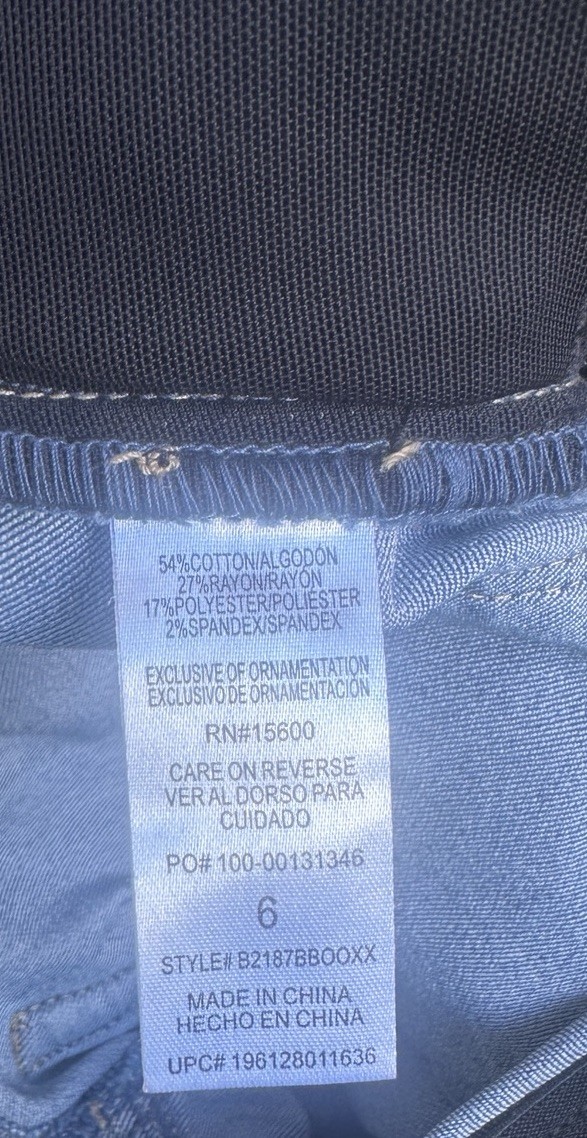 54%COTTON/ALGODÓN
27%RAYON/RAYÓN
17%POLYESTER/POLIÉSTER
2%SPANDEX/SPANDEX
EXCLUSIVE OF ORNAMENTATION
EXCLUSIVO DE ORNAMENTACIÓN
RN#15600
CARE ON REVERSE
VER AL DORSO PARA
CUIDADO
PO# 100-00131346
6
STYLE# B2187BBOOXX
MADE IN CHINA
HECHO EN CHINA
UPC# 196128011636